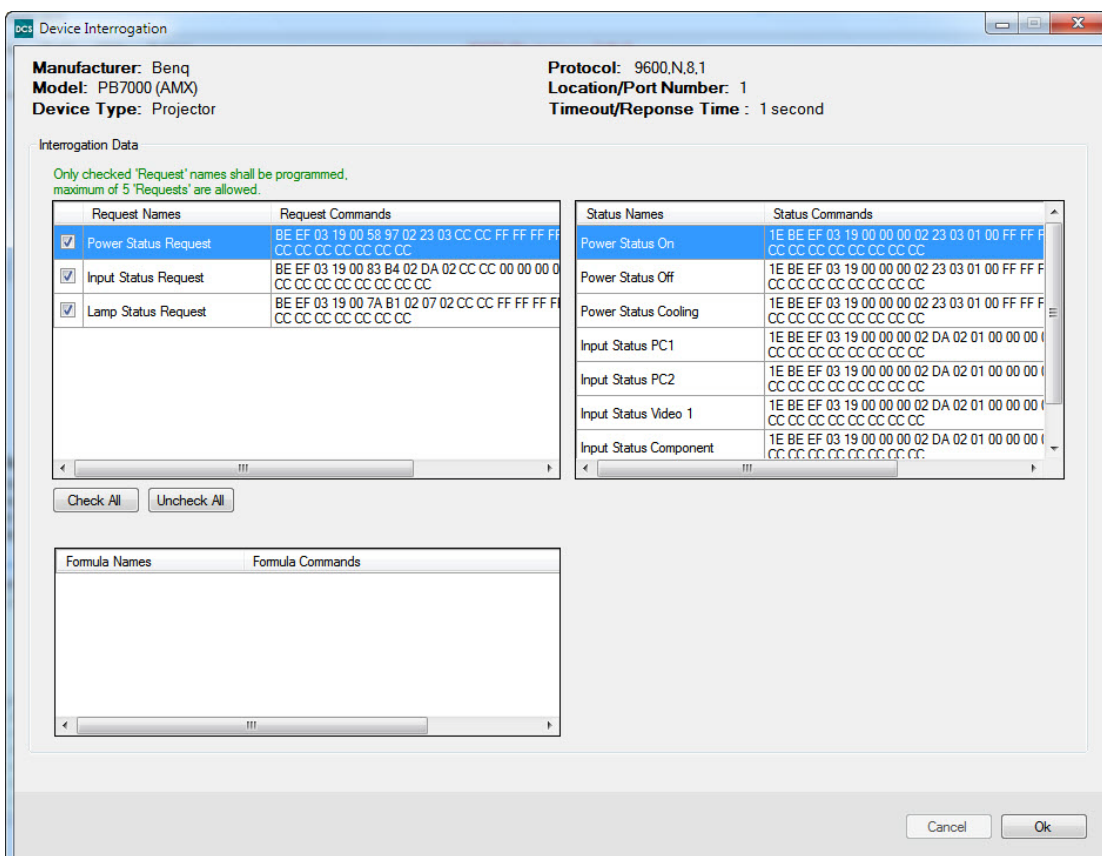 DCS Device Interrogation
Manufacturer: Benq
Protocol: 9600,N,8,1
Model: PB7000 (AMX)
Location/Port Number: 1
Device Type: Projector
Timeout/Reponse Time : 1 second
Interrogation Data
Only checked 'Request' names shall be programmed,
maximum of 5 'Requests' are allowed.
Request Names Request Commands
Power Status Request BE EF 03 19 00 58 97 02 23 03 CC CC FF FF FF FF
CC CC CC CC CC CC CC
Input Status Request BE EF 03 19 00 83 B4 02 DA 02 CC CC 00 00 00 0
CC CC CC CC CC CC CC CC
Lamp Status Request BE EF 03 19 00 7A B1 02 07 02 CC CC FF FF FF FF
CC CC CC CC CC CC CC
Status Names Status Commands
Power Status On 1E BE EF 03 19 00 00 00 02 23 03 01 00 FF FF F
CC CC CC CC CC CC CC CC
Power Status Off 1E BE EF 03 19 00 00 00 02 23 03 01 00 FF FF F
CC CC CC CC CC CC CC CC
Power Status Cooling 1E BE EF 03 19 00 00 00 02 23 03 01 00 FF FF F
CC CC CC CC CC CC CC CC
Input Status PC1 1E BE EF 03 19 00 00 00 02 DA 02 01 00 00 00
CC CC CC CC CC CC CC CC
Input Status PC2 1E BE EF 03 19 00 00 00 02 DA 02 01 00 00 00
CC CC CC CC CC CC CC CC
Input Status Video 1 1E BE EF 03 19 00 00 00 02 DA 02 01 00 00 00
CC CC CC CC CC CC CC CC
Input Status Component 1E BE EF 03 19 00 00 00 02 DA 02 01 00 00 00
CC CC CC CC CC CC CC CC
Check All Uncheck All
Formula Names Formula Commands
Cancel Ok